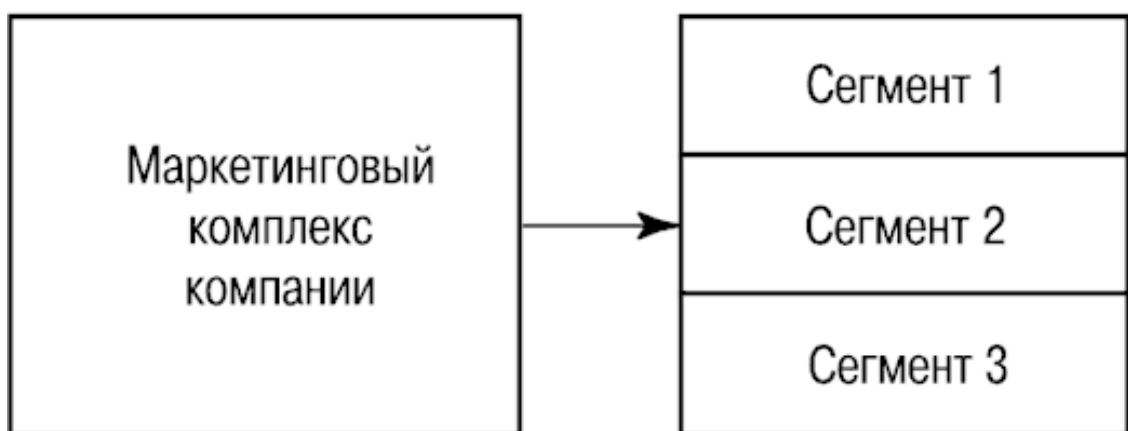 Маркетинговый
комплекс
компании
Сегмент 1
Сегмент 2
Сегмент 3